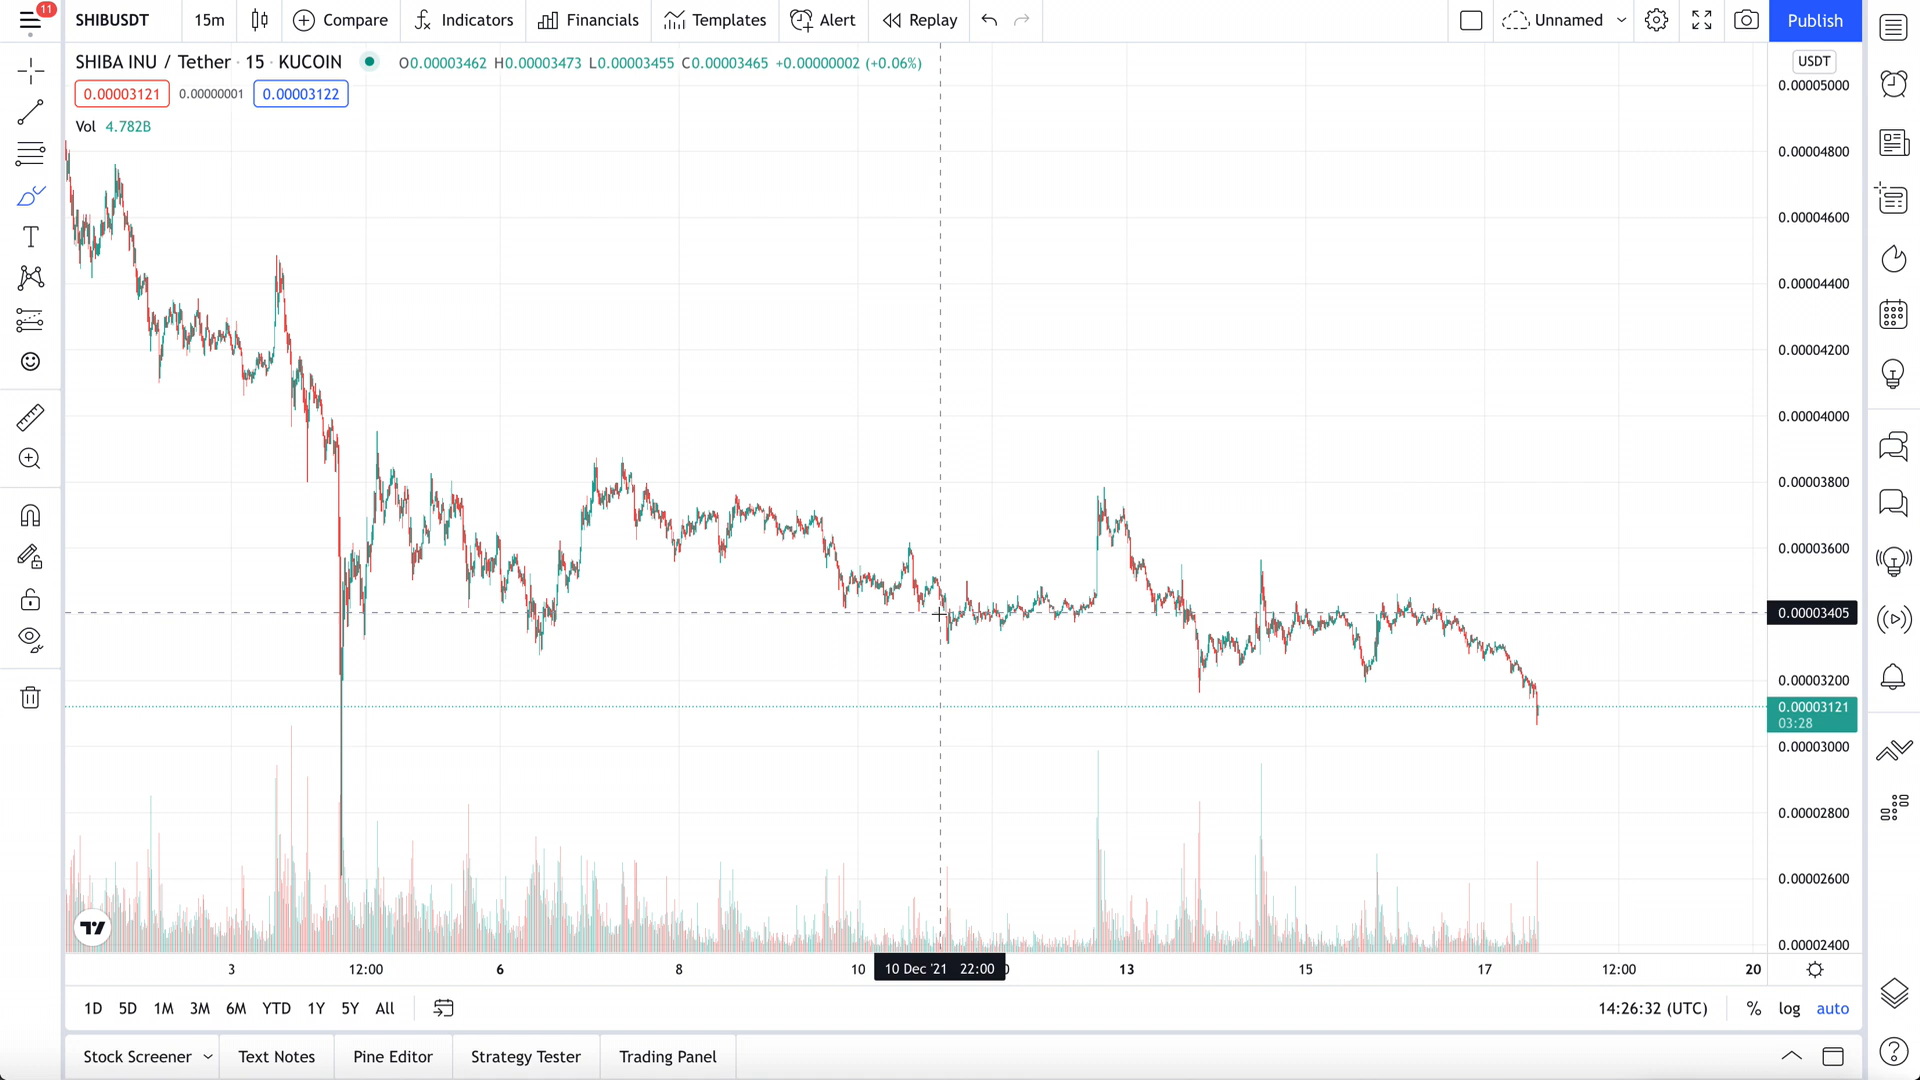 11
SHIBUSDT 15m Compare Indicators Financials Templates Alert Replay Unnamed Publish
SHIBA INU / Tether · 15 · KUCOIN O0.00003462 H0.00003473 L0.00003455 C0.00003465 +0.00000002 (+0.06%) USDT
0.00003121 0.00000001 0.00003122
Vol 4.782B
0.00005000
0.00004800
0.00004600
0.00004400
0.00004200
0.00004000
0.00003800
0.00003600
0.00003405
0.00003200
0.00003121
03:28
0.00003000
0.00002800
0.00002600
0.00002400
3 12:00 6 8 10 10 Dec '21 22:00 13 15 17 12:00 20
1D 5D 1M 3M 6M YTD 1Y 5Y All 14:26:32 (UTC) % log auto
Stock Screener Text Notes Pine Editor Strategy Tester Trading Panel